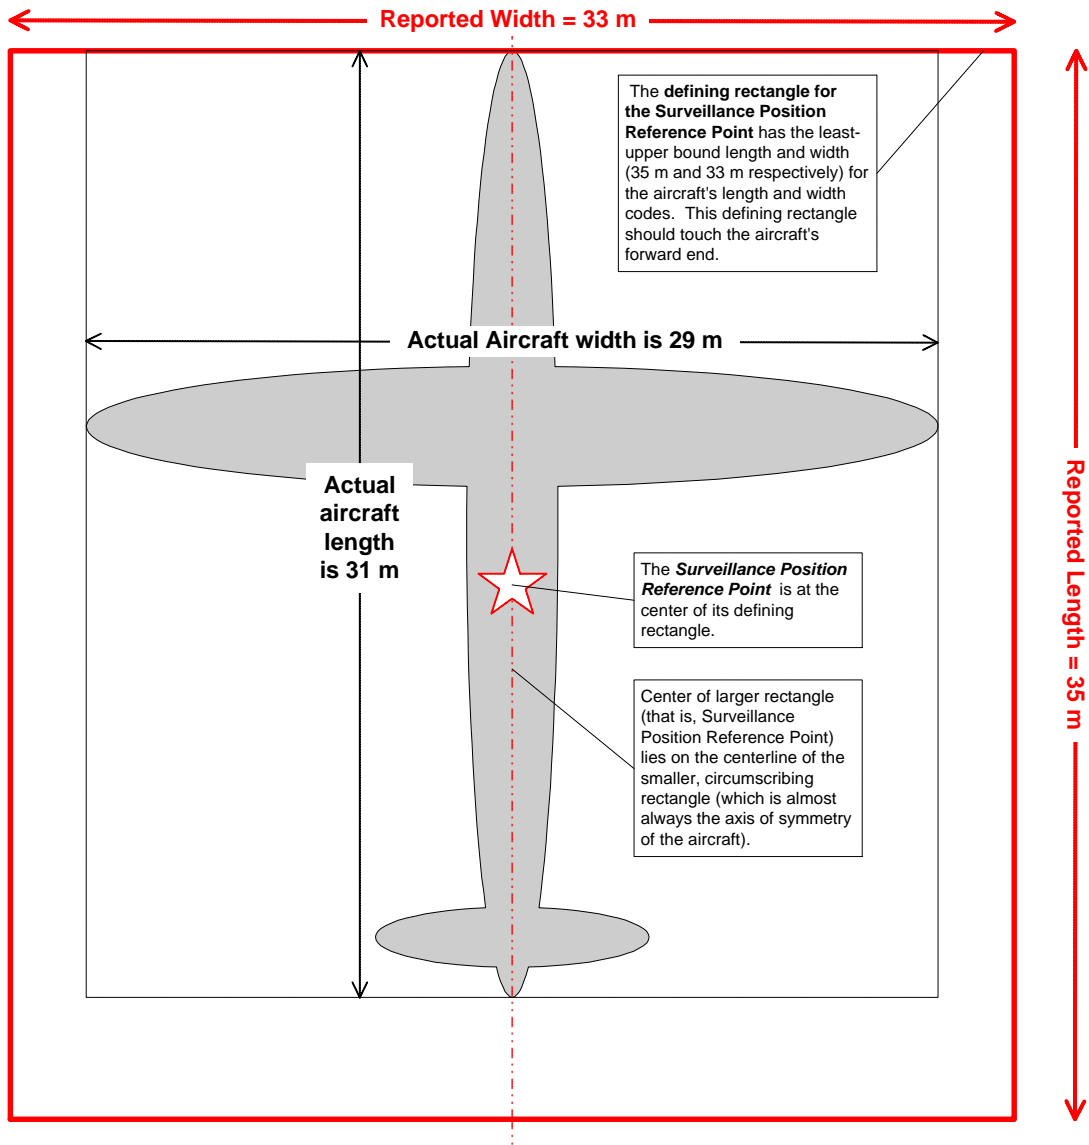 Reported Width = 33 m
The defining rectangle for
the Surveillance Position
Reference Point has the least-
upper bound length and width
(35 m and 33 m respectively) for
the aircraft's length and width
codes. This defining rectangle
should touch the aircraft's
forward end.
Actual Aircraft width is 29 m
Actual
aircraft
length
is 31 m
The Surveillance Position
Reference Point is at the
center of its defining
rectangle.
Center of larger rectangle
(that is, Surveillance
Position Reference Point)
lies on the centerline of the
smaller, circumscribing
rectangle (which is almost
always the axis of symmetry
of the aircraft).
Reported Length = 35 m